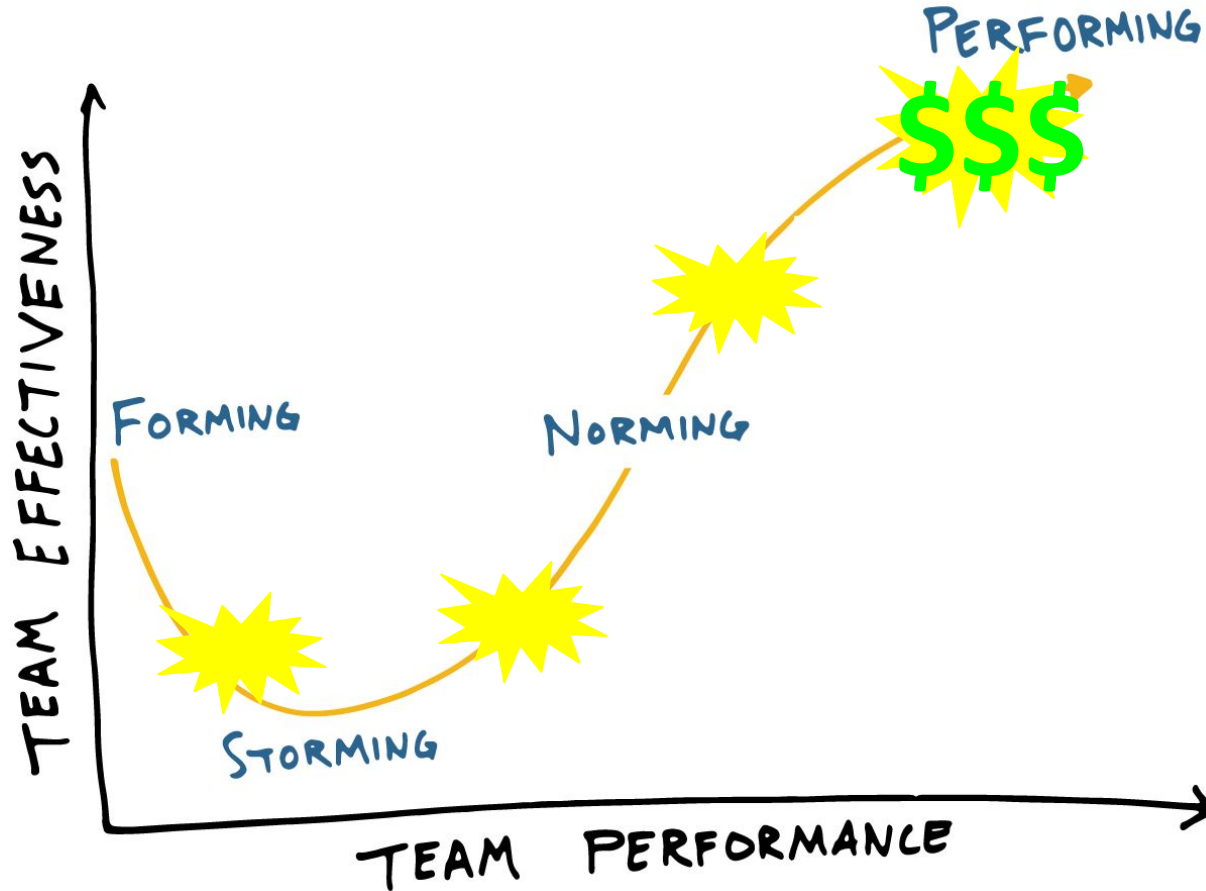 PERFORMING
$$$
TEAM EFFECTIVENESS
FORMING
NORMING
STORMING
TEAM PERFORMANCE